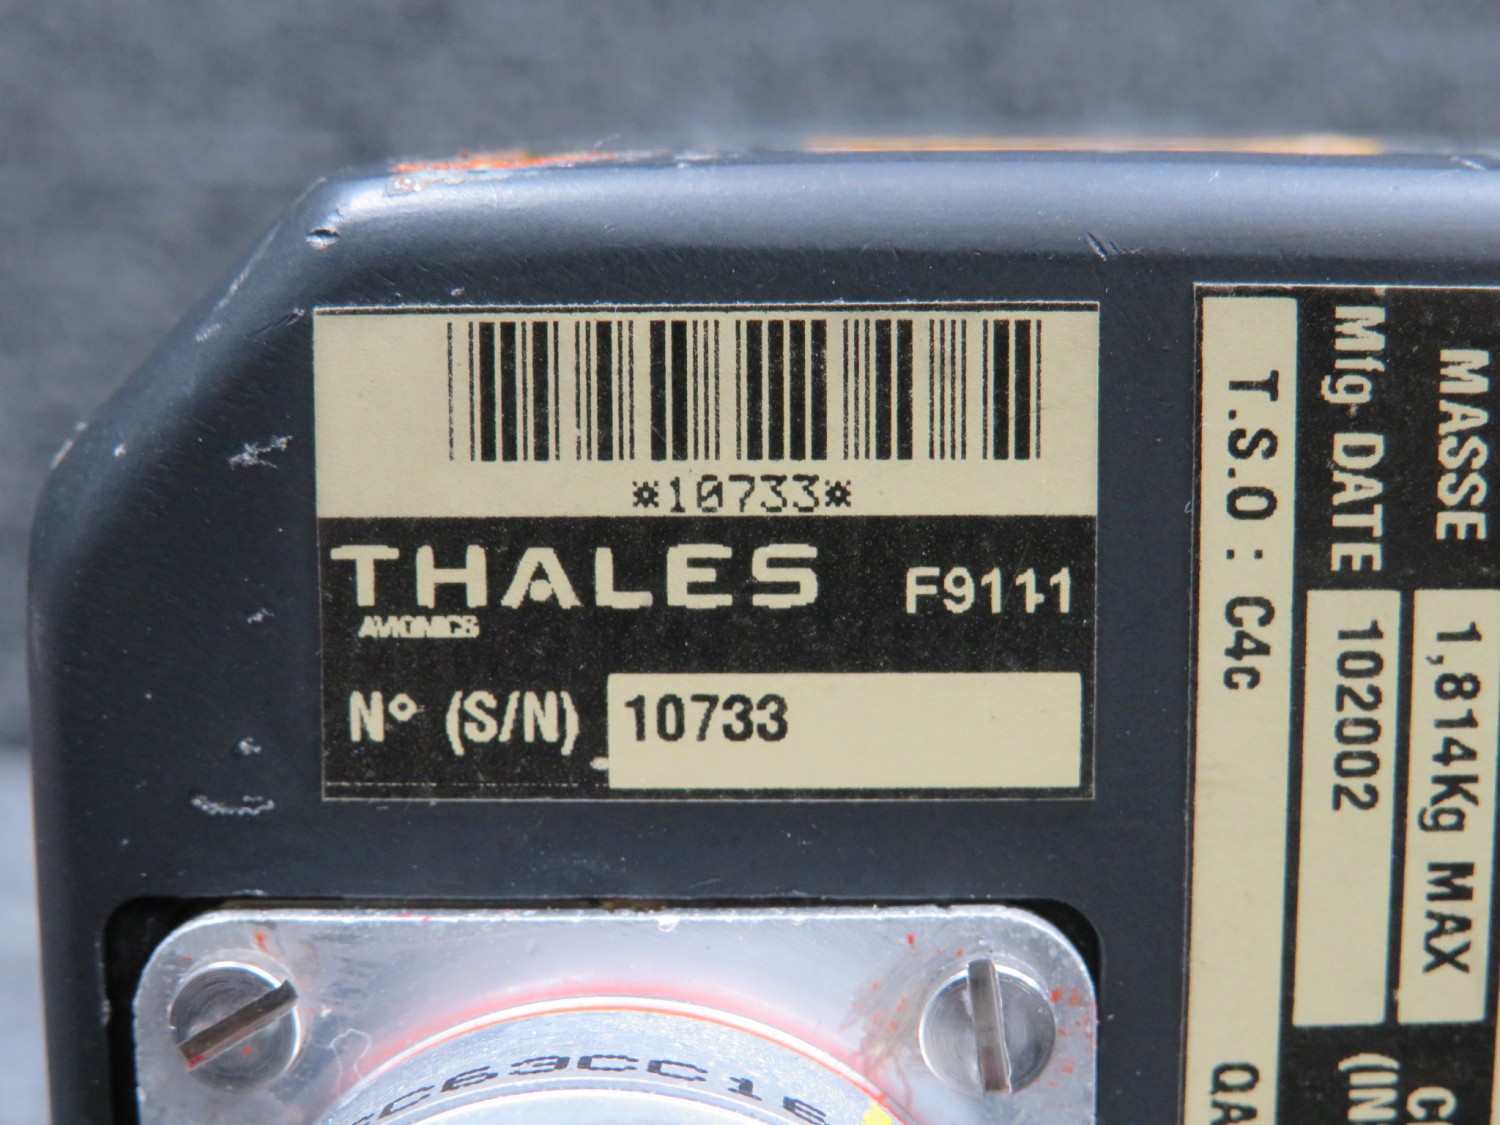 *10733*
THALES
F9111
AVIONICS
N° (S/N) 10733
MASSE 1,814Kg MAX
Mfg DATE 102002
T.S.O : C4c